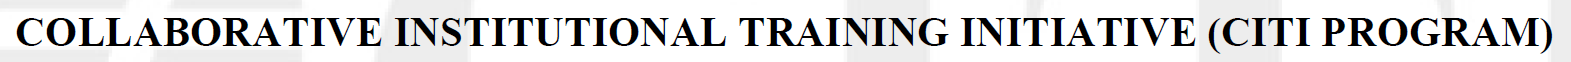 COLLABORATIVE INSTITUTIONAL TRAINING INITIATIVE (CITI PROGRAM)